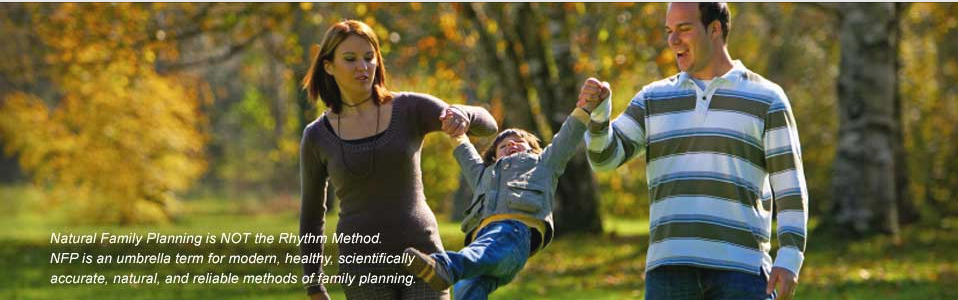 Natural Family Planning is NOT the Rhythm Method.
NFP is an umbrella term for modern, healthy, scientifically
accurate, natural, and reliable methods of family planning.